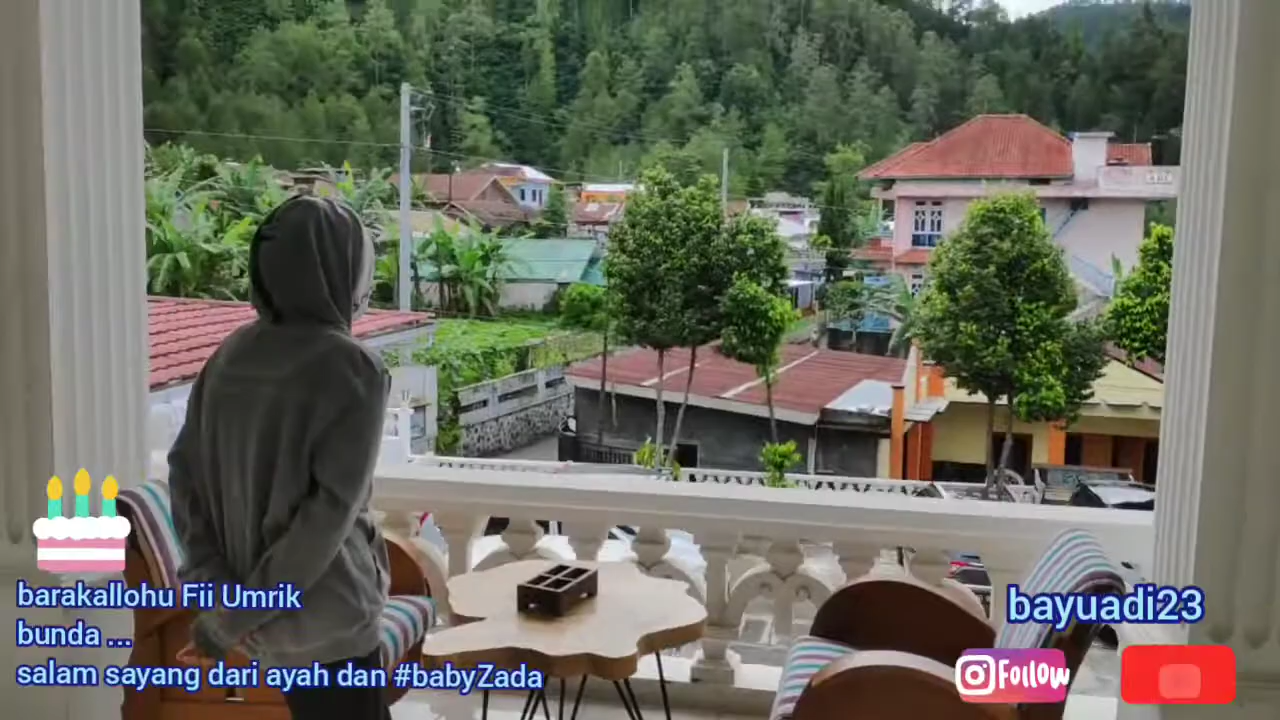 barakallohu Fii Umrik
bunda ...
salam sayang dari ayah dan #babyZada
bayuadi23
Follow